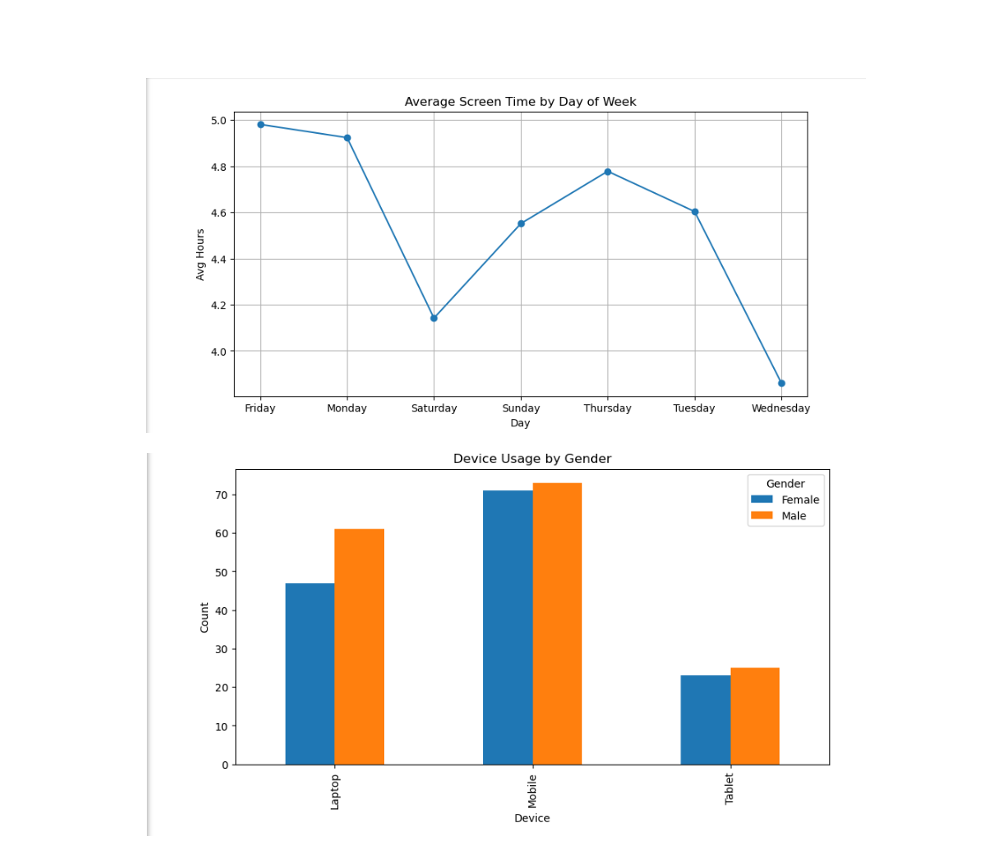 Average Screen Time by Day of Week
5.0
4.8
4.6
4.4
4.2
4.0
Avg Hours
Friday Monday Saturday Sunday Thursday Tuesday Wednesday
Day
Device Usage by Gender
Gender
Female
Male
70
60
50
40
30
20
10
0
Count
Laptop Mobile Tablet
Device